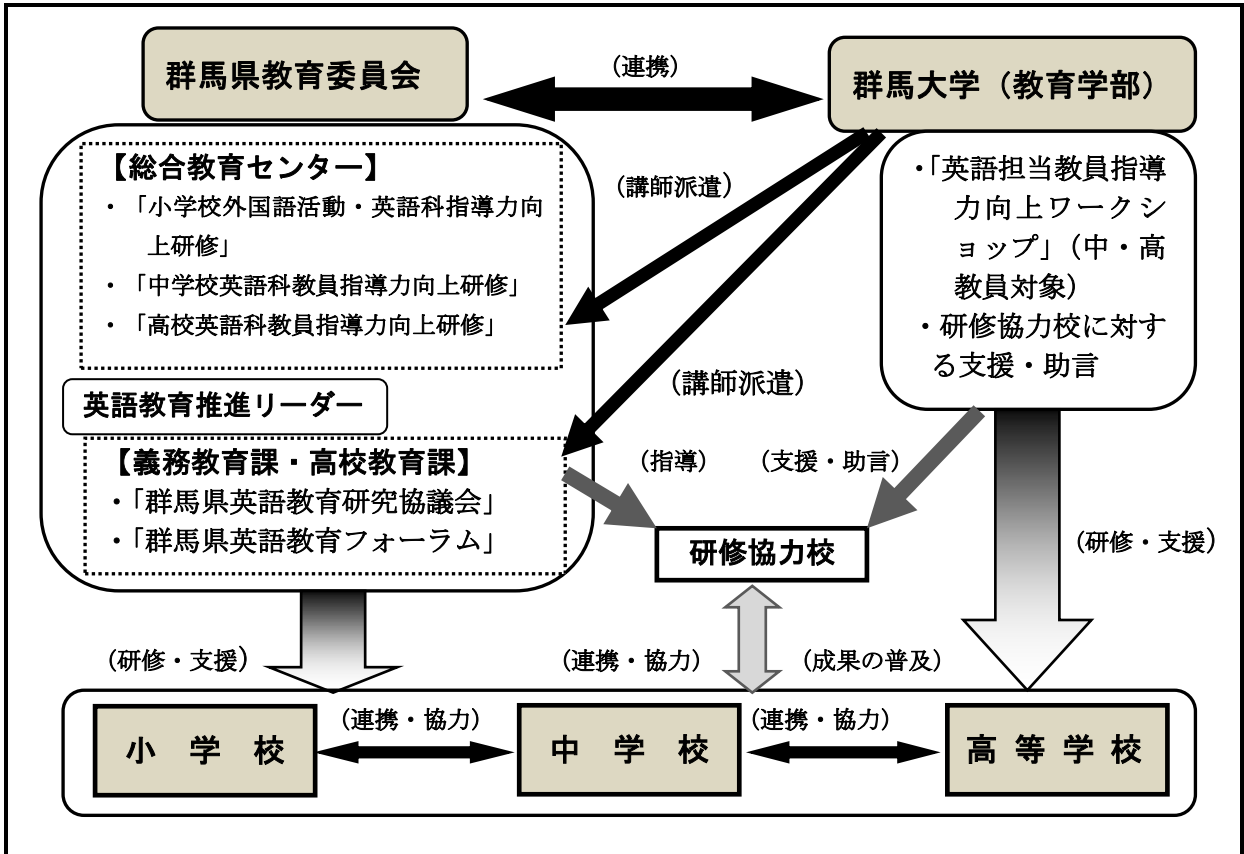 群馬県教育委員会
(連携)
群馬大学（教育学部）
【総合教育センター】
・「小学校外国語活動・英語科指導力向
上研修」
・「中学校英語科教員指導力向上研修」
・「高校英語科教員指導力向上研修」
(講師派遣)
・「英語担当教員指導
力向上ワークシ
ョップ」（中・高
教員対象）
・研修協力校に対す
る支援・助言
英語教育推進リーダー
(講師派遣)
【義務教育課・高校教育課】
・「群馬県英語教育研究協議会」
・「群馬県英語教育フォーラム」
(指導)
(支援・助言)
研修協力校
(研修・支援)
(研修・支援)
(連携・協力)
(成果の普及)
小 学 校
(連携・協力)
中 学 校
(連携・協力)
高 等 学 校